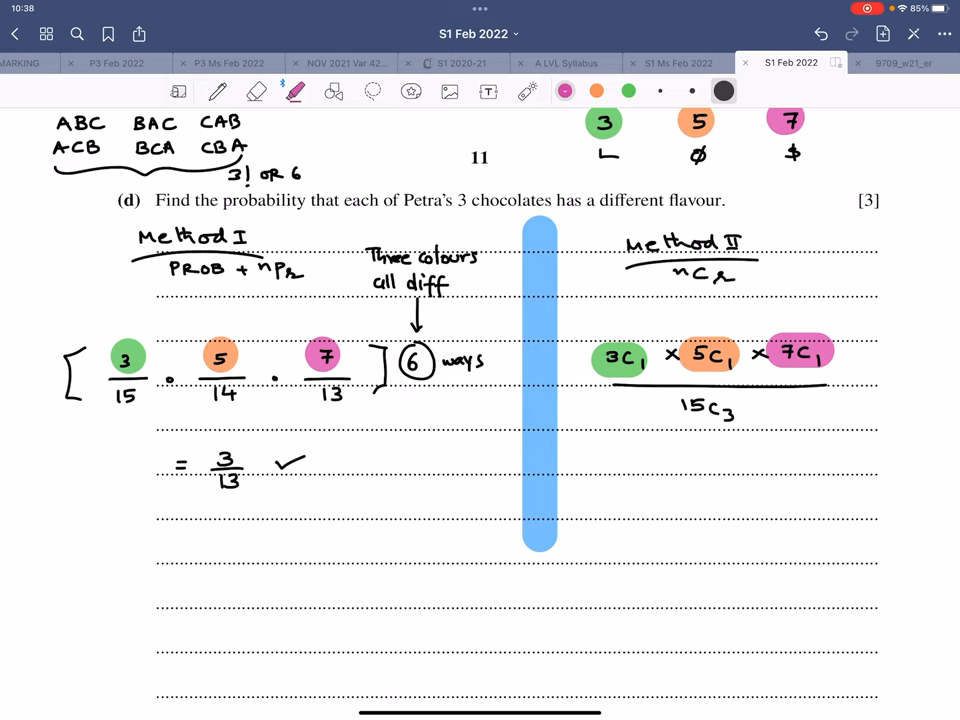 10:38
85%
S1 Feb 2022
MARKING
P3 Feb 2022
P3 Ms Feb 2022
NOV 2021 Var 42...
S1 2020-21
A LVL Syllabus
S1 Ms Feb 2022
S1 Feb 2022
9709_w21_er
ABC BAC CAB
ACB BCA CBA
3! OR 6
3 5 7
L Ø $
11
(d) Find the probability that each of Petra's 3 chocolates has a different flavour. [3]
Method I
PROB + nPr
Three colours
all diff
[3/15 . 5/14 . 7/13] 6 ways
= 3/13 ✓
Method II
nCr
3C1 × 5C1 × 7C1
15C3